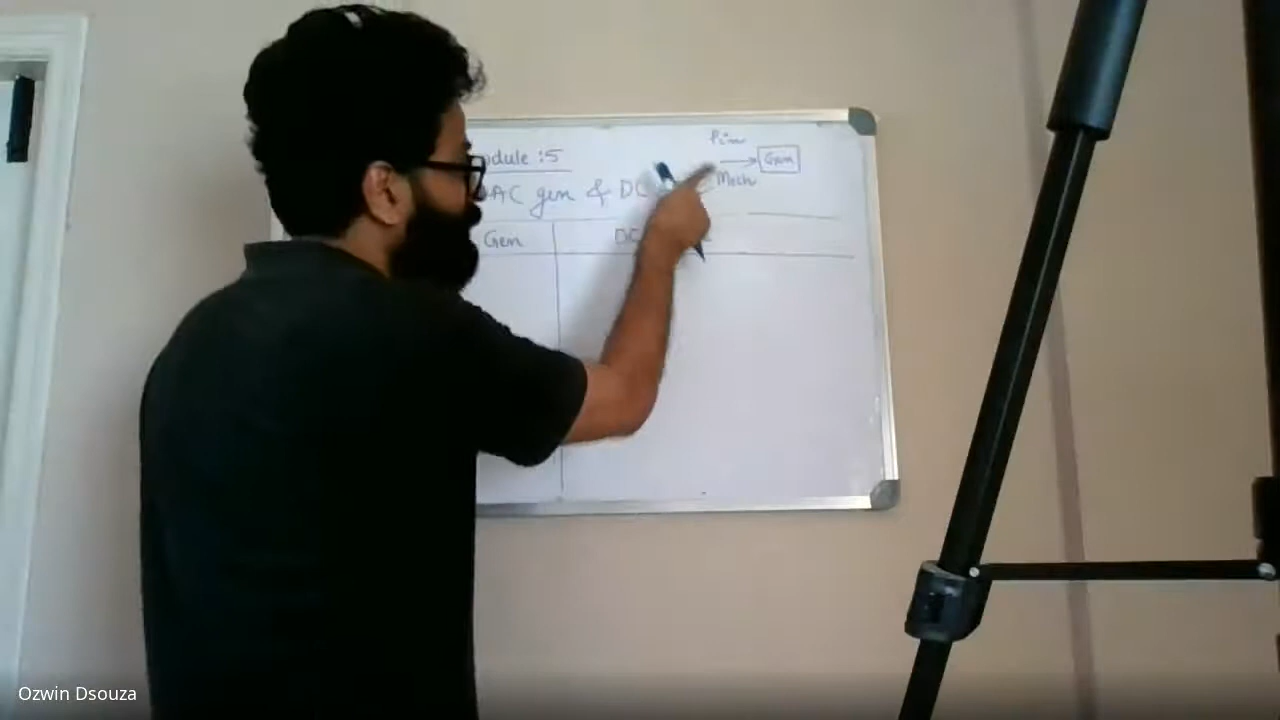 odule :5
Pin
AC gen & DC
Gen
Mech
Gen
DC
Ozwin Dsouza